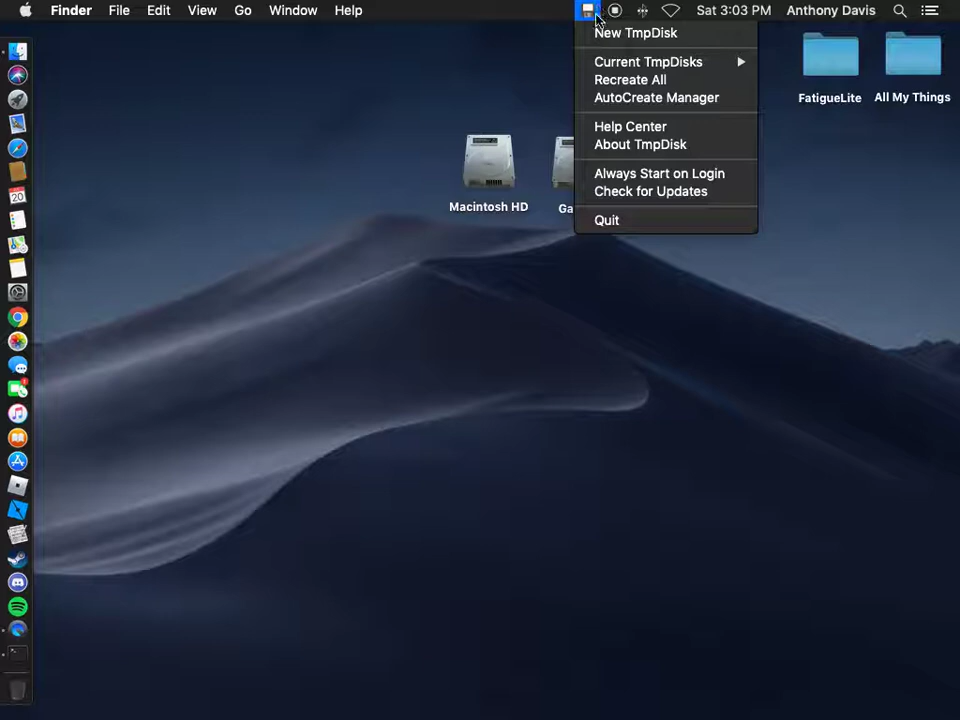 Finder File Edit View Go Window Help Sat 3:03 PM Anthony Davis
New TmpDisk
Current TmpDisks
Recreate All
AutoCreate Manager
Help Center
About TmpDisk
Always Start on Login
Check for Updates
Quit
FatigueLite
All My Things
Macintosh HD
Ga
20